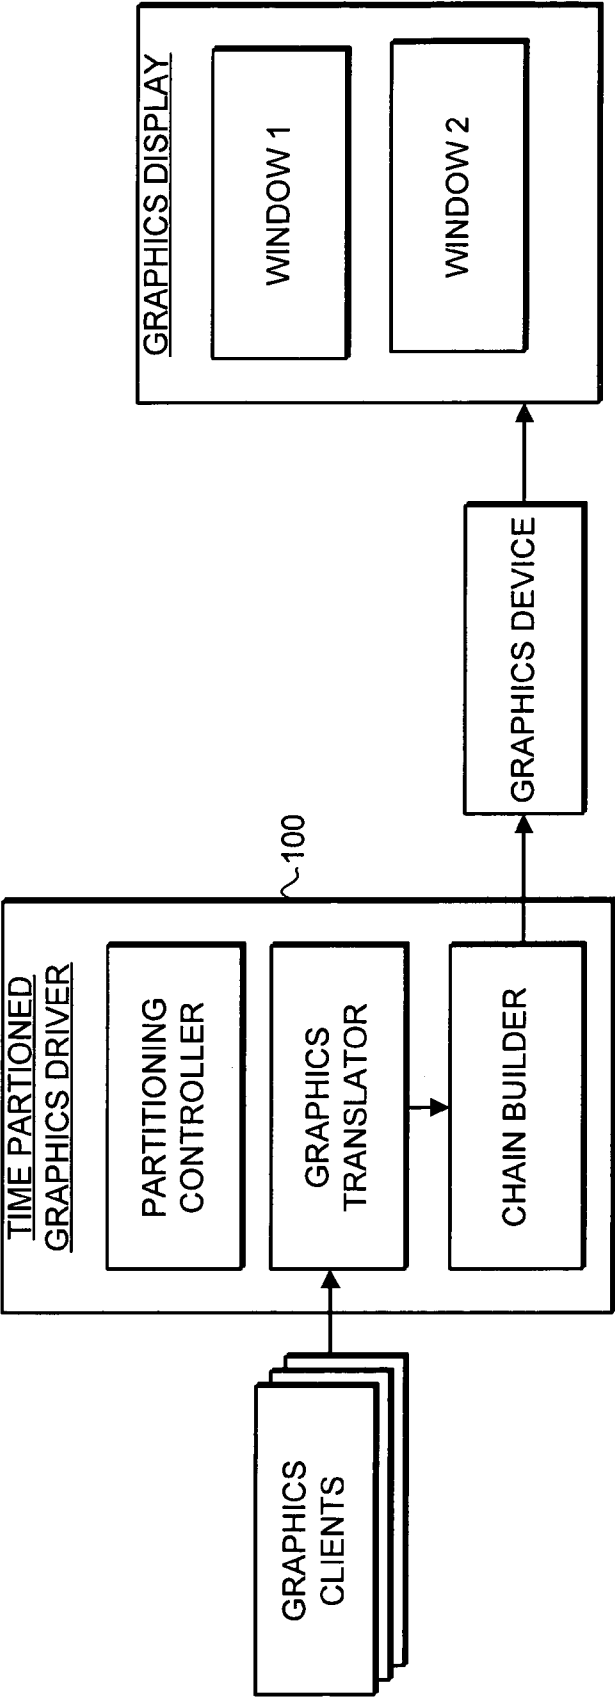 GRAPHICS
CLIENTS
TIME PARTIONED
GRAPHICS DRIVER
PARTITIONING
CONTROLLER
GRAPHICS
TRANSLATOR
CHAIN BUILDER
100
GRAPHICS DEVICE
GRAPHICS DISPLAY
WINDOW 1
WINDOW 2